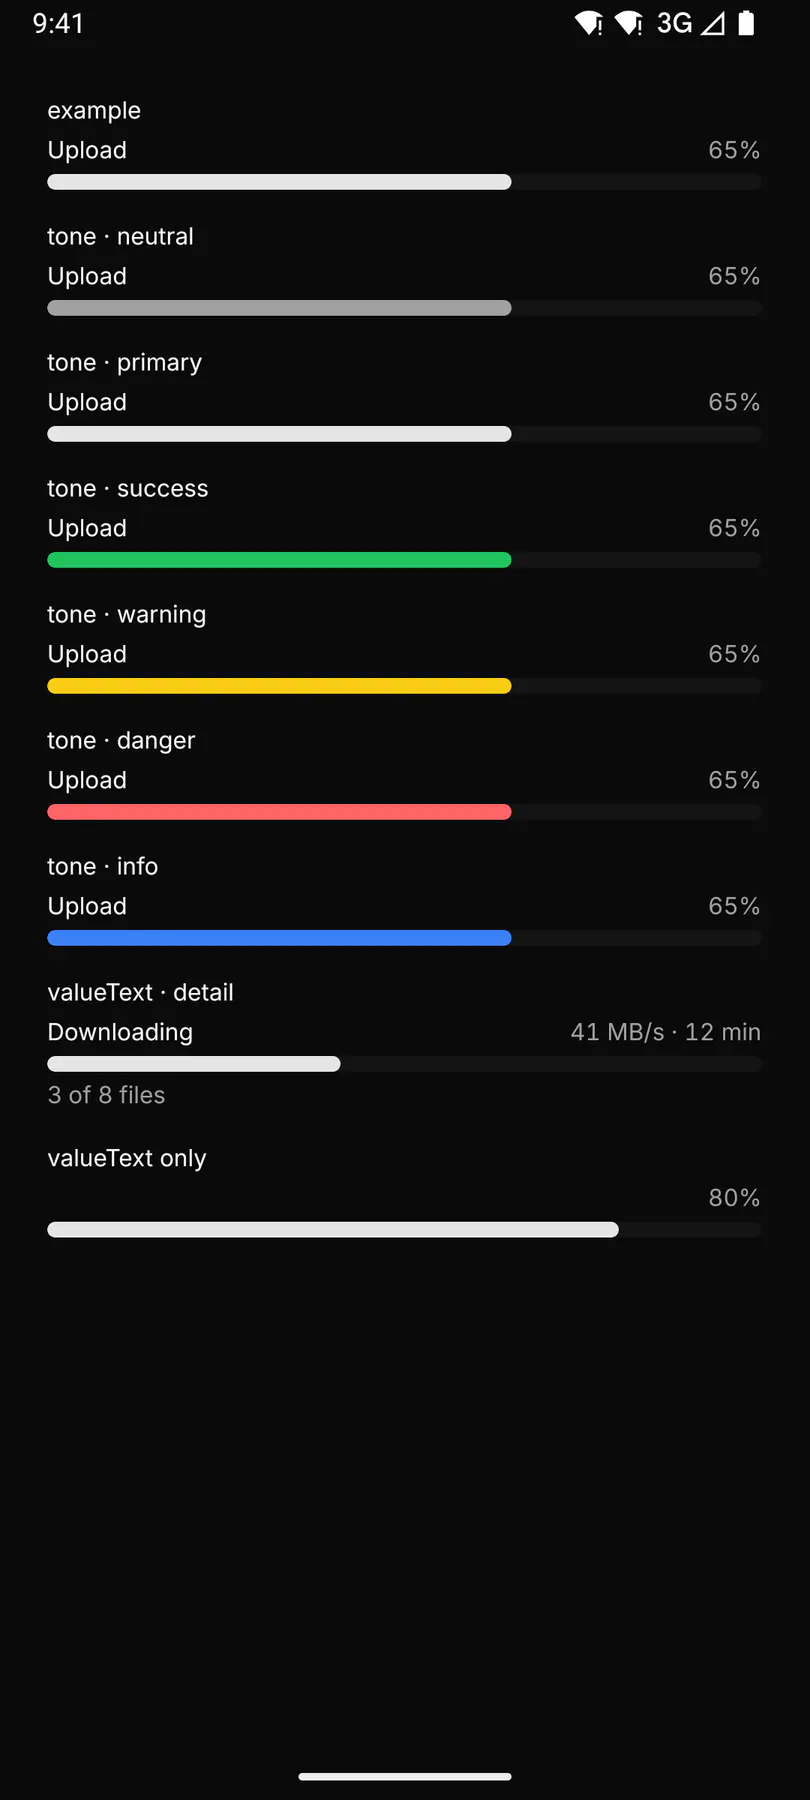 9:41 3G
example
Upload 65%
tone · neutral
Upload 65%
tone · primary
Upload 65%
tone · success
Upload 65%
tone · warning
Upload 65%
tone · danger
Upload 65%
tone · info
Upload 65%
valueText · detail
Downloading 41 MB/s · 12 min
3 of 8 files
valueText only
80%